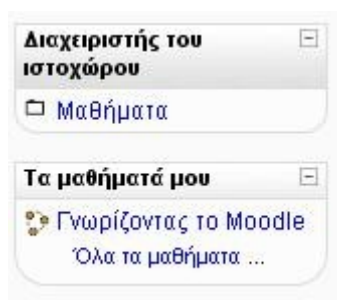 Διαχειριστής του
ιστοχώρου
Μαθήματα
Τα μαθήματά μου
Γνωρίζοντας το Moodle
Όλα τα μαθήματα ...